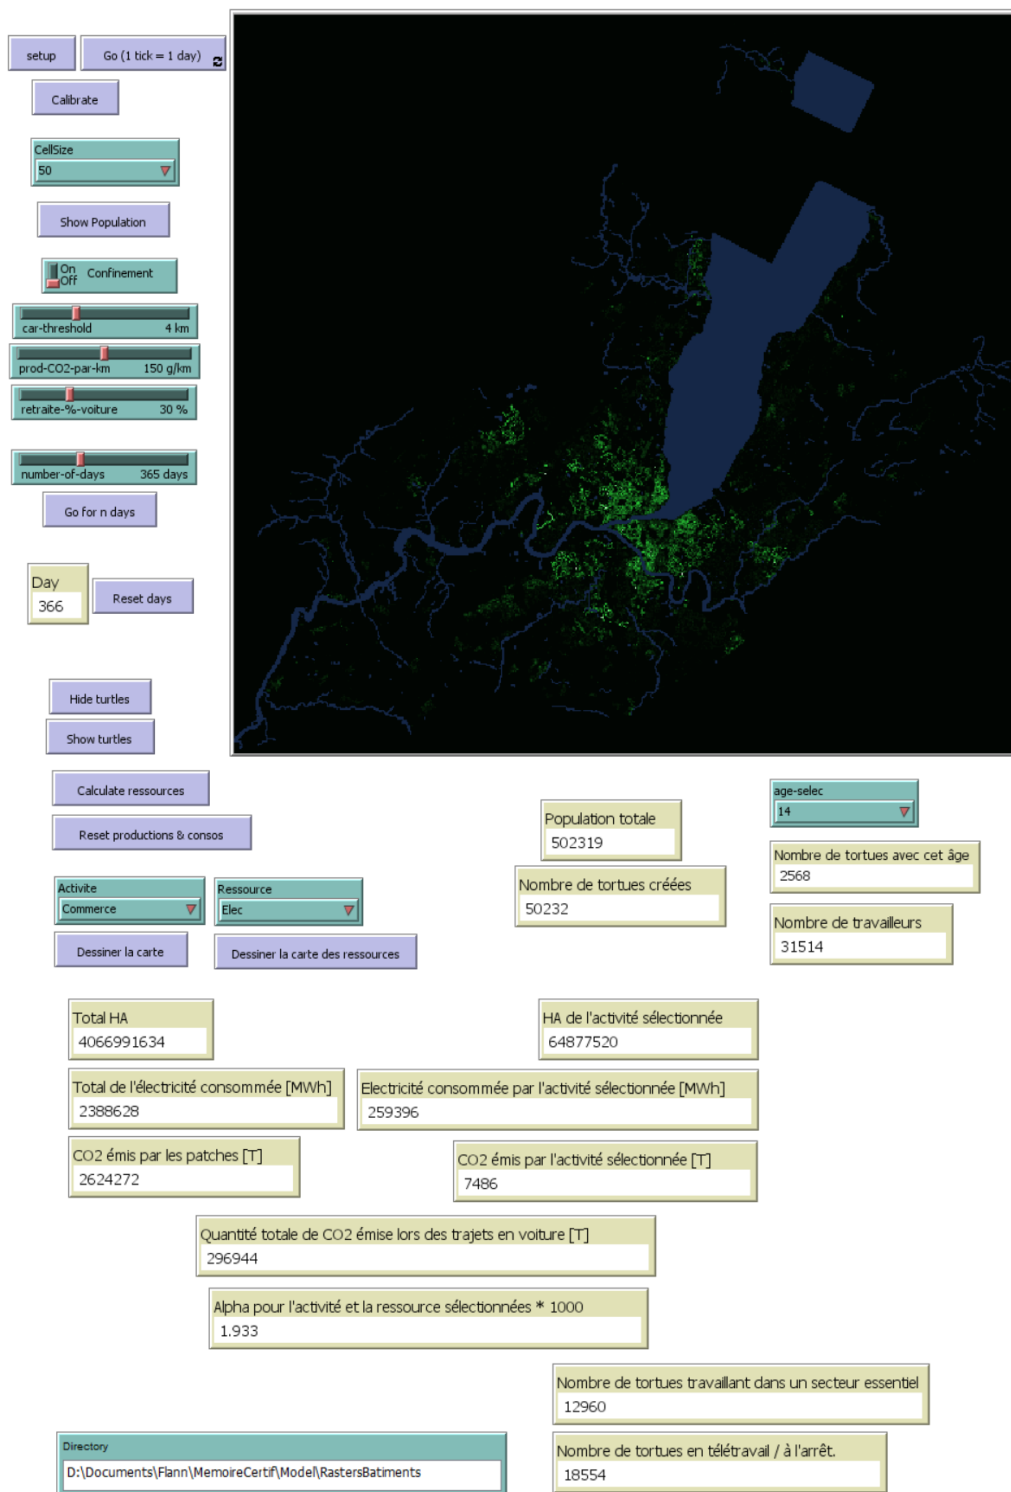 setup
Go (1 tick = 1 day)
Calibrate
CellSize
50
Show Population
On
Off
Confinement
car-threshold 4 km
prod-CO2-par-km 150 g/km
retraite-%-voiture 30 %
number-of-days 365 days
Go for n days
Day
366
Reset days
Hide turtles
Show turtles
Calculate ressources
Reset productions & consos
Population totale
502319
Nombre de tortues créées
50232
age-selec
14
Nombre de tortues avec cet âge
2568
Nombre de travailleurs
31514
Activite
Commerce
Ressource
Elec
Dessiner la carte
Dessiner la carte des ressources
Total HA
4066991634
HA de l'activité sélectionnée
64877520
Total de l'électricité consommée [MWh]
2388628
Electricité consommée par l'activité sélectionnée [MWh]
259396
CO2 émis par les patches [T]
2624272
CO2 émis par l'activité sélectionnée [T]
7486
Quantité totale de CO2 émise lors des trajets en voiture [T]
296944
Alpha pour l'activité et la ressource sélectionnées * 1000
1.933
Nombre de tortues travaillant dans un secteur essentiel
12960
Nombre de tortues en télétravail / à l'arrêt.
18554
Directory
D:\Documents\Flann\MemoireCertif\Model\RastersBatiments